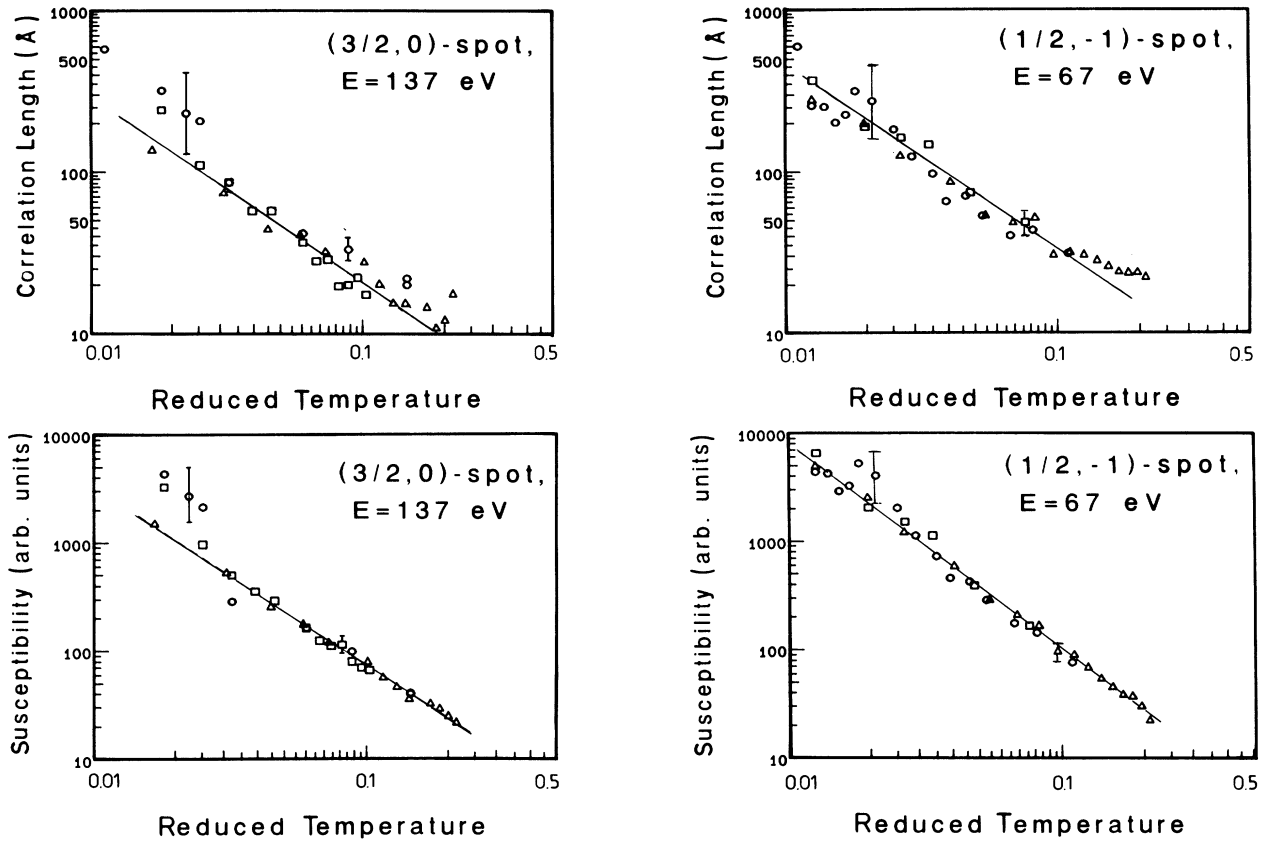 1000
500
100
50
10
0.01
0.1
0.5
Correlation Length (Å)
(3/2,0)-spot,
E=137 eV
Reduced Temperature
1000
500
100
50
10
0.01
0.1
0.5
Correlation Length (Å)
(1/2,-1)-spot,
E=67 eV
Reduced Temperature
10000
1000
100
10
0.01
0.1
0.5
Susceptibility (arb. units)
(3/2,0)-spot,
E=137 eV
Reduced Temperature
10000
1000
100
10
0.01
0.1
0.5
Susceptibility (arb. units)
(1/2,-1)-spot,
E=67 eV
Reduced Temperature